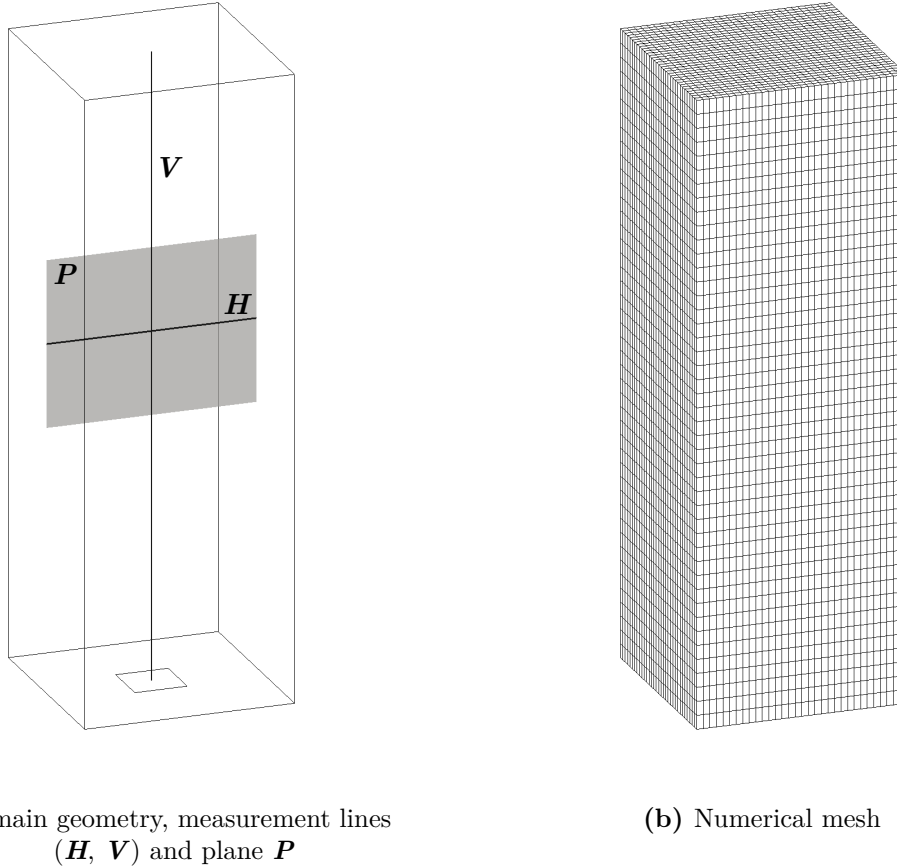 V
P
H
main geometry, measurement lines
(H, V) and plane P
(b) Numerical mesh